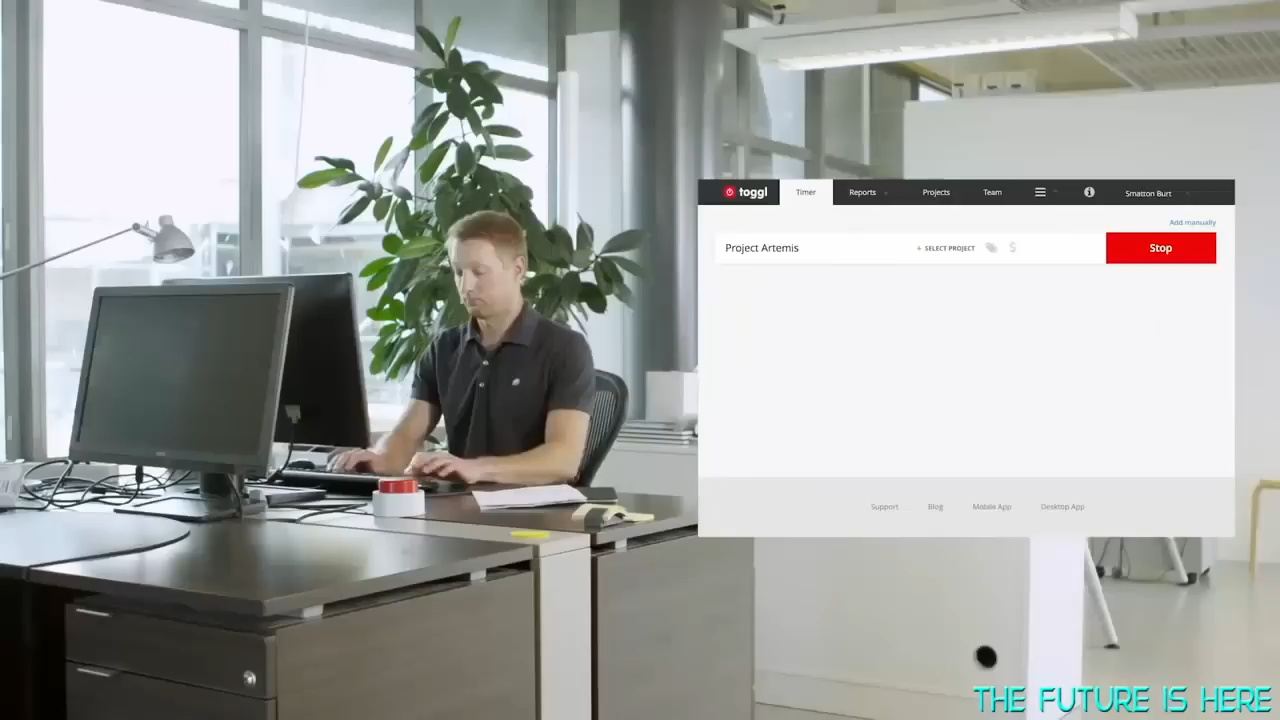 toggl Timer Reports Projects Team Smatton Burt
Add manually
Project Artemis + SELECT PROJECT $ Stop
Support Blog Mobile App Desktop App
THE FUTURE IS HERE